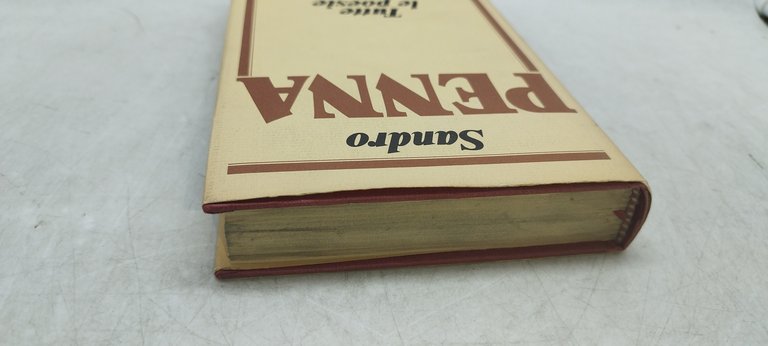 Sandro
PENNA
Tutte
le poesie